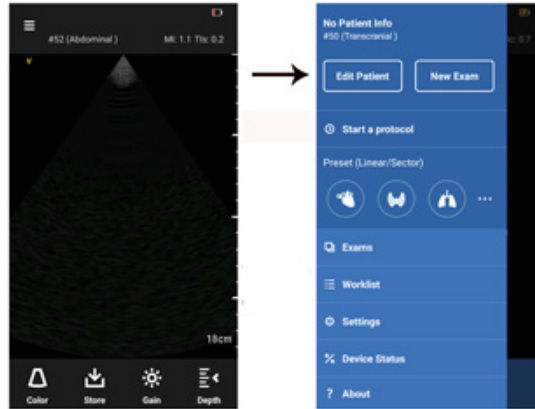 #52 (Abdominal )
MI: 1.1 TIs: 0.2
18cm
Color
Store
Gain
Depth
No Patient Info
#50 (Transcranial )
Edit Patient
New Exam
Start a protocol
Preset (Linear/Sector)
...
Exams
Worklist
Settings
Device Status
? About